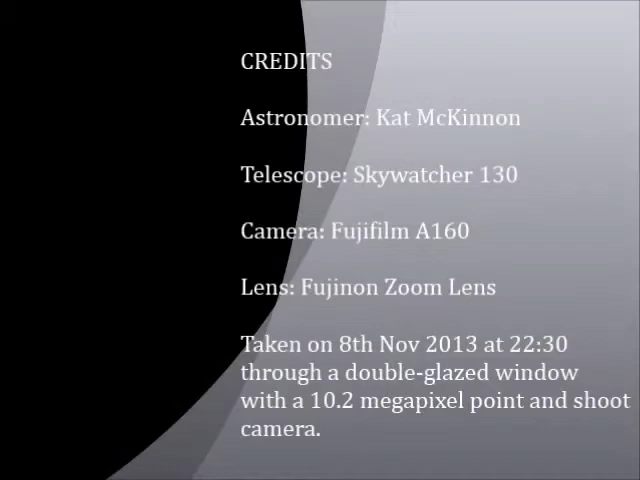 CREDITS
Astronomer: Kat McKinnon
Telescope: Skywatcher 130
Camera: Fujifilm A160
Lens: Fujinon Zoom Lens
Taken on 8th Nov 2013 at 22:30
through a double-glazed window
with a 10.2 megapixel point and shoot
camera.